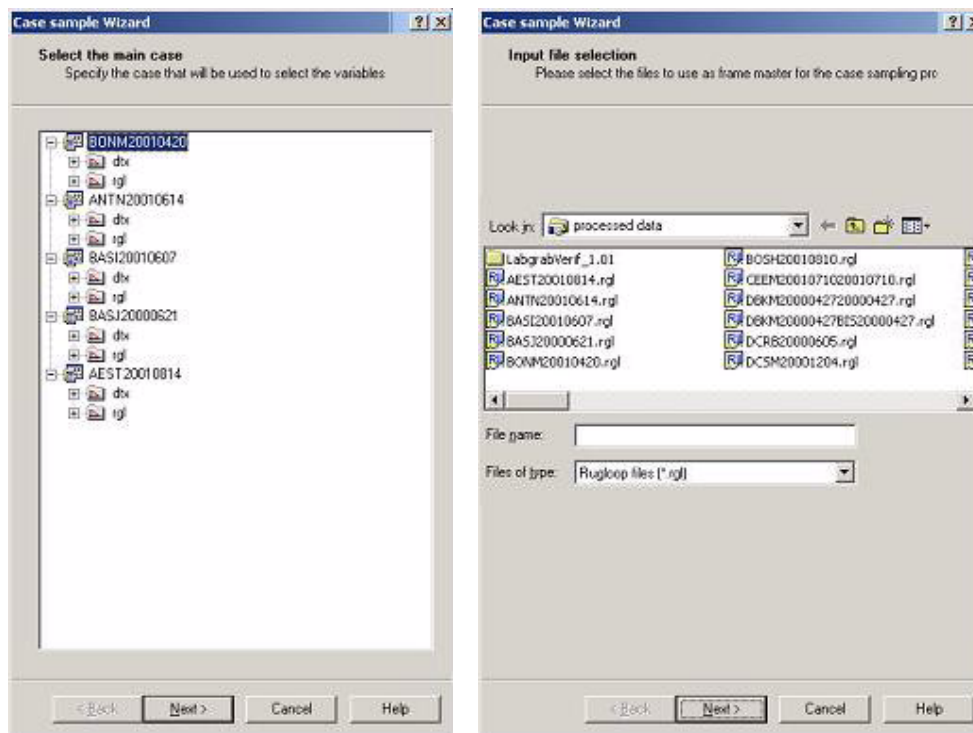 Case sample Wizard
Select the main case
Specify the case that will be used to select the variables
BONM20010420
dtx
rgl
ANTN20010614
dtx
rgl
BASI20010607
dtx
rgl
BASJ20000621
dtx
rgl
AEST20010814
dtx
rgl
< Back
Next >
Cancel
Help
Case sample Wizard
Input file selection
Please select the files to use as frame master for the case sampling pro
Look in:
processed data
LabgrabVerif_1.01
AEST20010814.rgl
ANTN20010614.rgl
BASI20010607.rgl
BASJ20000621.rgl
BONM20010420.rgl
BOSH20010810.rgl
CEEM2001071020010710.rgl
DBKM2000042720000427.rgl
DBKM20000427BIS20000427.rgl
DCRB20000605.rgl
DCSM20001204.rgl
File name:
Files of type:
Rugloop files (*.rgl)
< Back
Next >
Cancel
Help